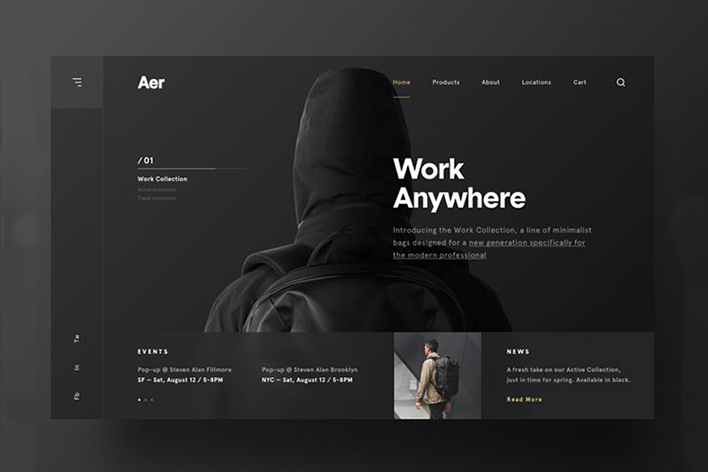 Aer
Home Products About Locations Cart
/01
Work Collection
Active Collection
Travel Collection
Work
Anywhere
Introducing the Work Collection, a line of minimalist
bags designed for a new generation specifically for
the modern professional
Tw
In
Fb
EVENTS
Pop-up @ Steven Alan Fillmore
SF — Sat, August 12 / 5-8PM
Pop-up @ Steven Alan Brooklyn
NYC — Sat, August 12 / 5-8PM
NEWS
A fresh take on our Active Collection,
just in time for spring. Available in black.
Read More